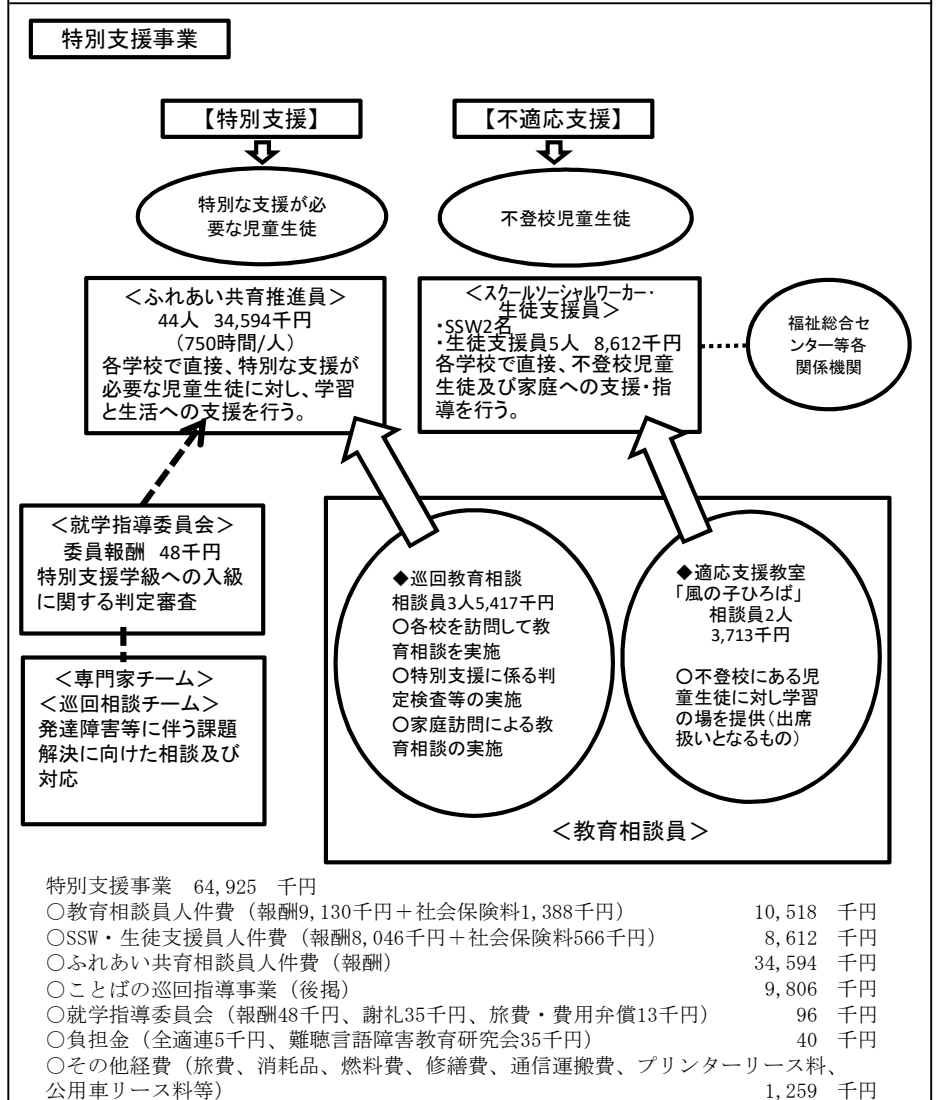 特別支援事業
【特別支援】
【不適応支援】
特別な支援が必
要な児童生徒
不登校児童生徒
＜ふれあい共育推進員＞
44人 34,594千円
（750時間/人）
各学校で直接、特別な支援が
必要な児童生徒に対し、学習
と生活への支援を行う。
＜スクールソーシャルワーカー・
生徒支援員＞
・SSW2名
・生徒支援員5人 8,612千円
各学校で直接、不登校児童
生徒及び家庭への支援・指
導を行う。
福祉総合セ
ンター等各
関係機関
＜就学指導委員会＞
委員報酬 48千円
特別支援学級への入級
に関する判定審査
＜専門家チーム＞
＜巡回相談チーム＞
発達障害等に伴う課題
解決に向けた相談及び
対応
◆巡回教育相談
相談員3人5,417千円
○各校を訪問して教
育相談を実施
○特別支援に係る判
定検査等の実施
○家庭訪問による教
育相談の実施
◆適応支援教室
「風の子ひろば」
相談員2人
3,713千円
○不登校にある児
童生徒に対し学習
の場を提供（出席
扱いとなるもの）
＜教育相談員＞
特別支援事業 64,925 千円
○教育相談員人件費（報酬9,130千円＋社会保険料1,388千円） 10,518 千円
○SSW・生徒支援員人件費（報酬8,046千円＋社会保険料566千円） 8,612 千円
○ふれあい共育相談員人件費（報酬） 34,594 千円
○ことばの巡回指導事業（後掲） 9,806 千円
○就学指導委員会（報酬48千円、謝礼35千円、旅費・費用弁償13千円） 96 千円
○負担金（全適連5千円、難聴言語障害教育研究会35千円） 40 千円
○その他経費（旅費、消耗品、燃料費、修繕費、通信運搬費、プリンターリース料、
公用車リース料等） 1,259 千円